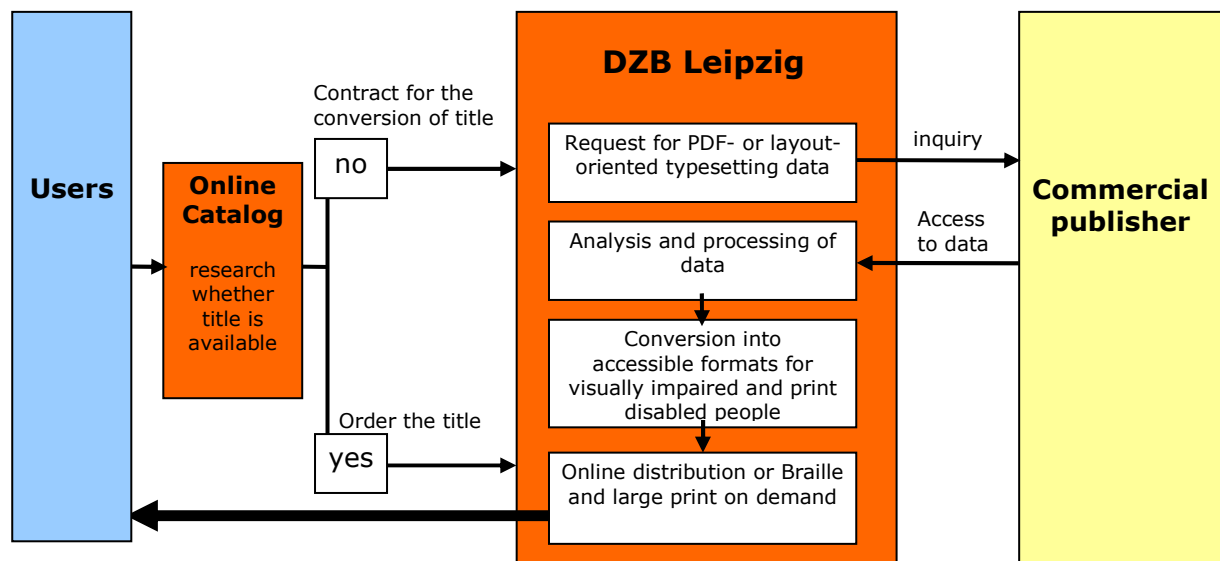 Users
Online
Catalog
research
whether
title is
available
Contract for the
conversion of title
no
Order the title
yes
DZB Leipzig
Request for PDF- or layout-
oriented typesetting data
Analysis and processing of
data
Conversion into
accessible formats for
visually impaired and print
disabled people
Online distribution or Braille
and large print on demand
inquiry
Access
to data
Commercial
publisher